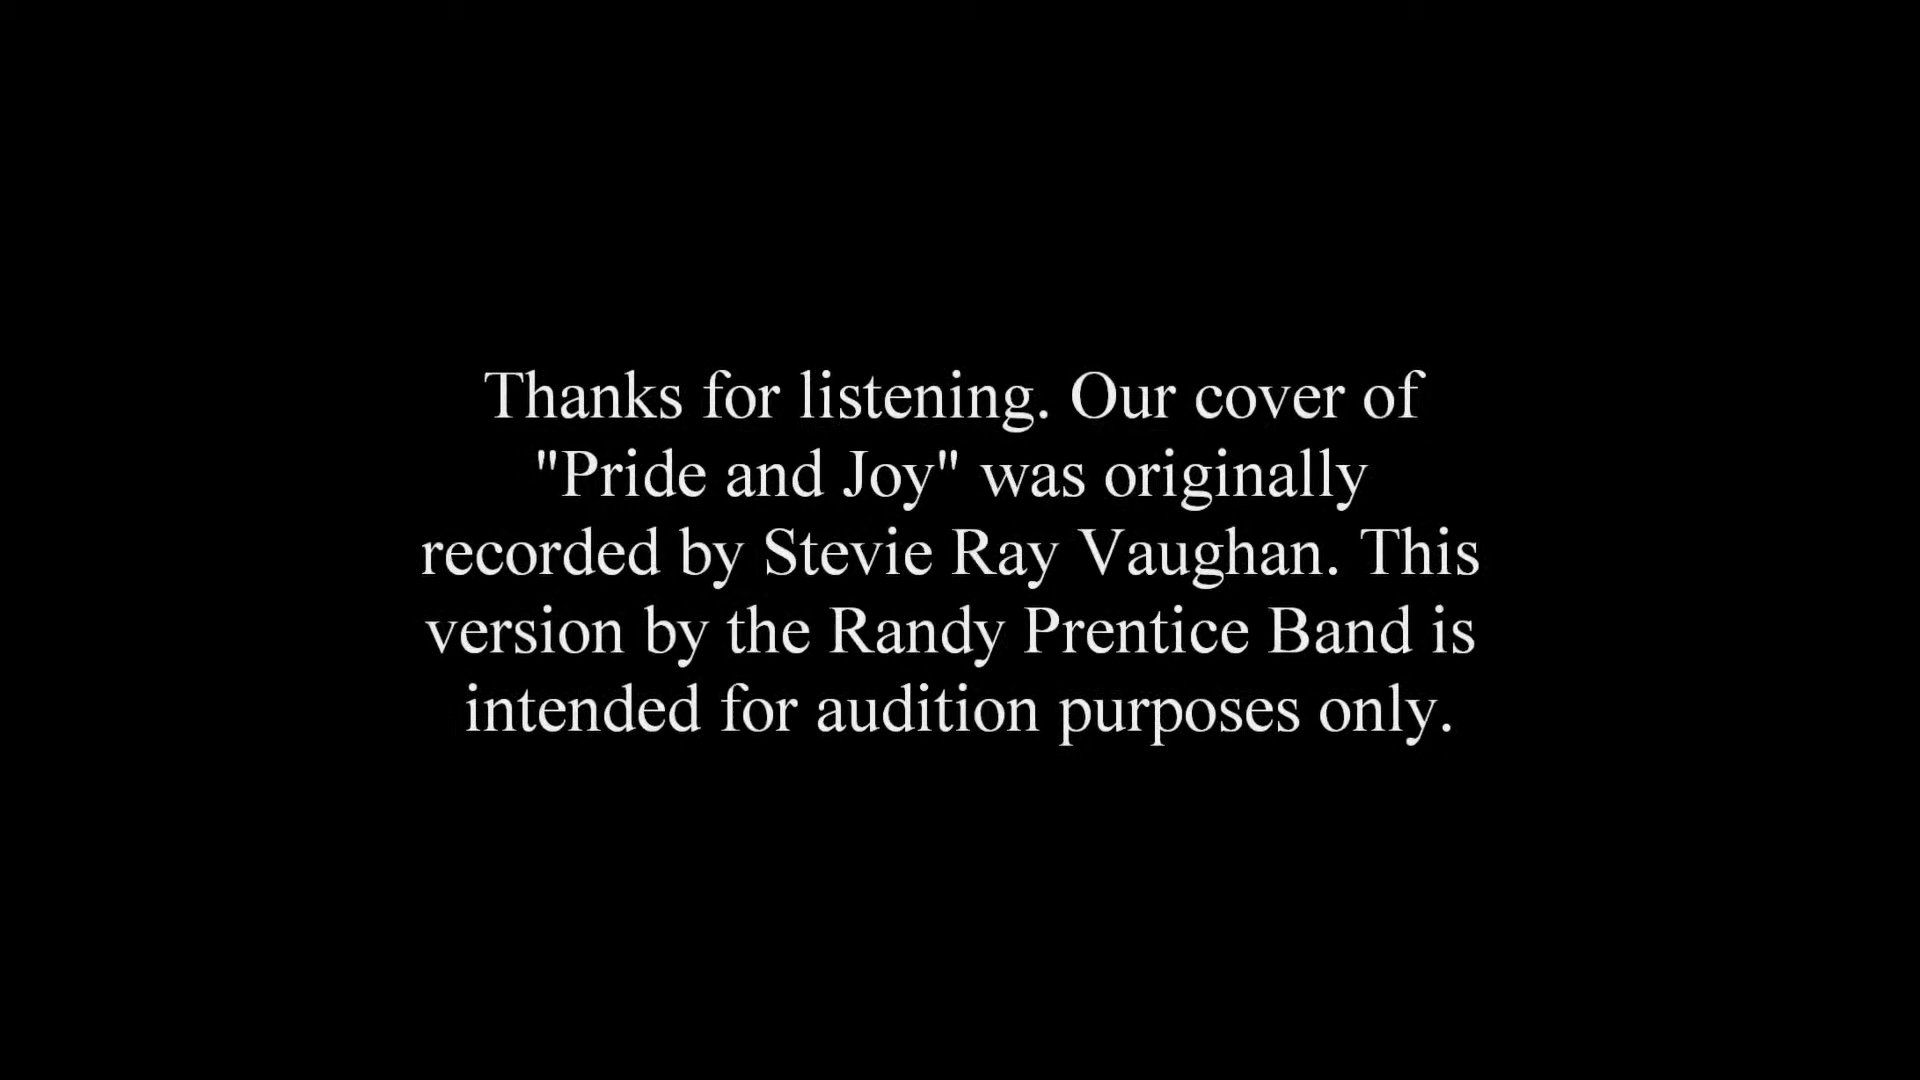 Thanks for listening. Our cover of
"Pride and Joy" was originally
recorded by Stevie Ray Vaughan. This
version by the Randy Prentice Band is
intended for audition purposes only.